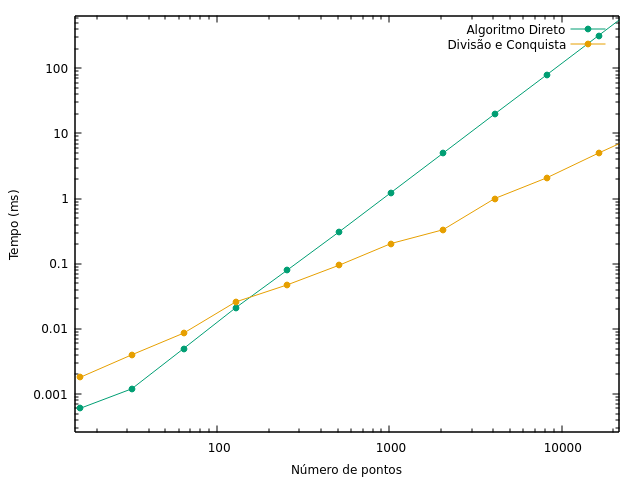 Algoritmo Direto
Divisão e Conquista
100
10
1
0.1
0.01
0.001
Tempo (ms)
100 1000 10000
Número de pontos